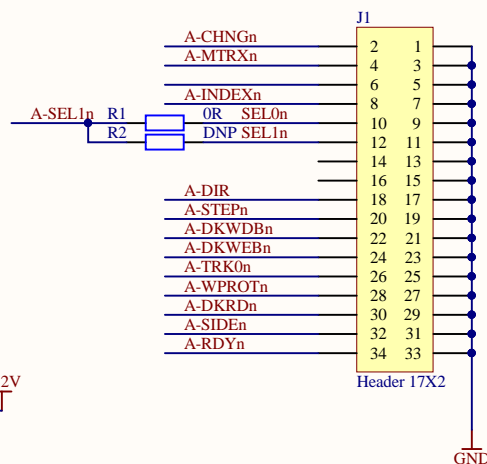 J1
A-CHNGn 2 1
A-MTRXn 4 3
6 5
A-INDEXn 8 7
A-SEL1n R1 0R SEL0n 10 9
R2 DNP SEL1n 12 11
14 13
16 15
A-DIR 18 17
A-STEPn 20 19
A-DKWDBn 22 21
A-DKWEBn 24 23
A-TRK0n 26 25
A-WPROTn 28 27
A-DKRDn 30 29
A-SIDEn 32 31
A-RDYn 34 33
2V Header 17X2
GND